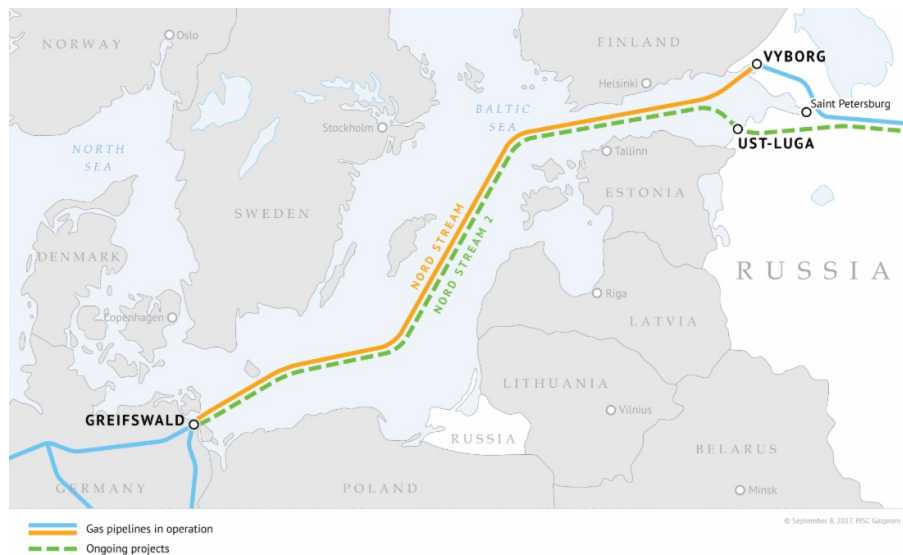 NORWAY
Oslo
FINLAND
VYBORG
Helsinki
Saint Petersburg
BALTIC
SEA
Stockholm
UST-LUGA
NORTH
SEA
Tallinn
ESTONIA
SWEDEN
NORD STREAM
NORD STREAM 2
DENMARK
RUSSIA
Riga
Copenhagen
LATVIA
LITHUANIA
Vilnius
GREIFSWALD
RUSSIA
BELARUS
GERMANY
POLAND
Minsk
© September 8, 2017. PJSC Gazprom
Gas pipelines in operation
Ongoing projects